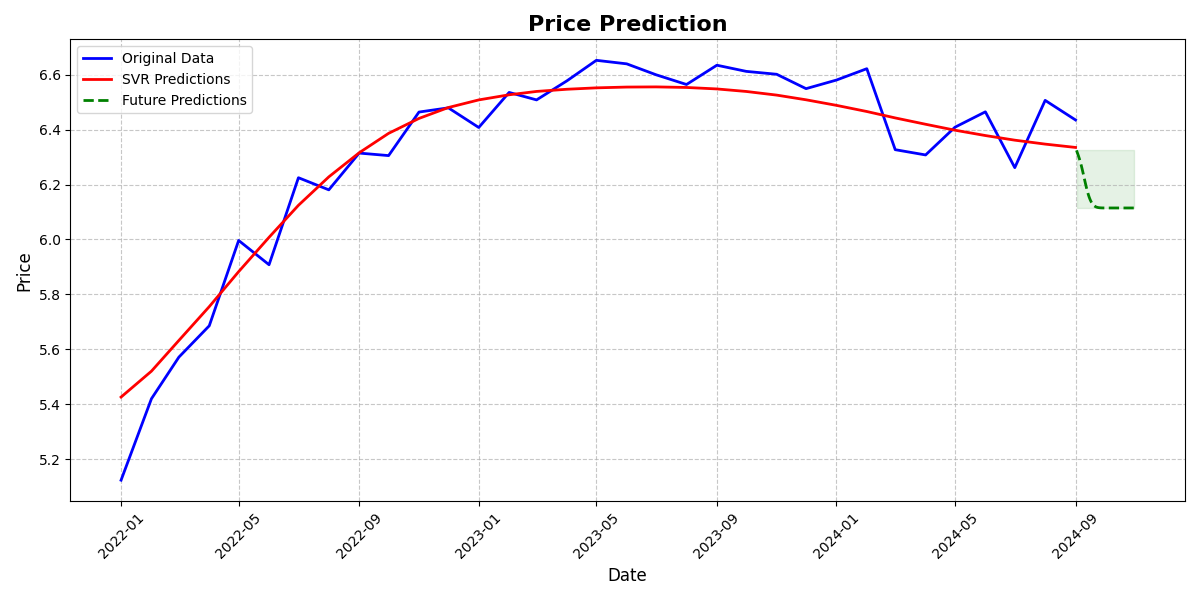 Price Prediction
Original Data
SVR Predictions
Future Predictions
Price
6.6
6.4
6.2
6.0
5.8
5.6
5.4
5.2
2022-01
2022-05
2022-09
2023-01
2023-05
2023-09
2024-01
2024-05
2024-09
Date